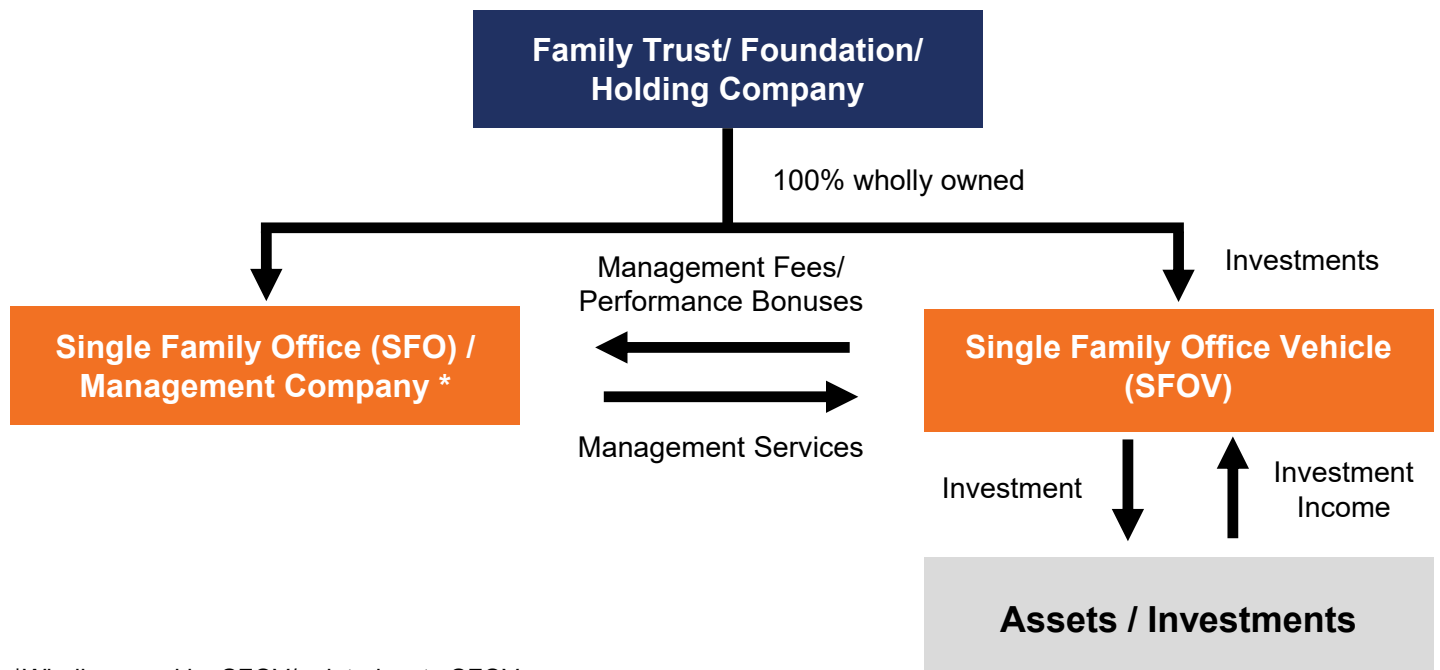 Family Trust/ Foundation/
Holding Company
100% wholly owned
Investments
Management Fees/
Performance Bonuses
Single Family Office (SFO) /
Management Company *
Single Family Office Vehicle
(SFOV)
Management Services
Investment
Investment
Income
Assets / Investments